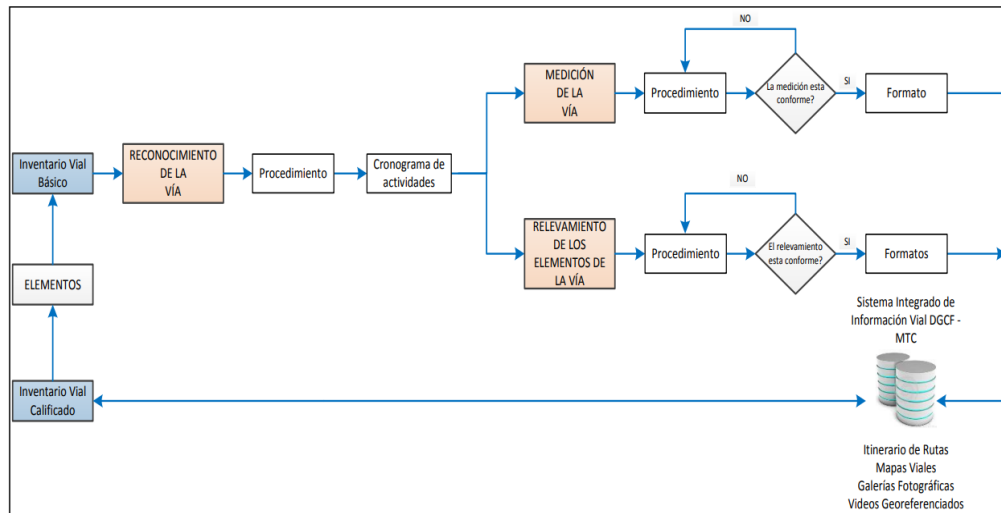 NO
MEDICIÓN
DE LA
VÍA
Procedimiento
La medición esta
conforme?
SI
Formato
Inventario Vial
Básico
RECONOCIMIENTO
DE LA
VÍA
Procedimiento
Cronograma de
actividades
NO
RELEVAMIENTO
DE LOS
ELEMENTOS DE
LA VÍA
Procedimiento
El relevamiento
esta conforme?
SI
Formatos
ELEMENTOS
Sistema Integrado de
Información Vial DGCF -
MTC
Inventario Vial
Calificado
Itinerario de Rutas
Mapas Viales
Galerías Fotográficas
Videos Georeferenciados